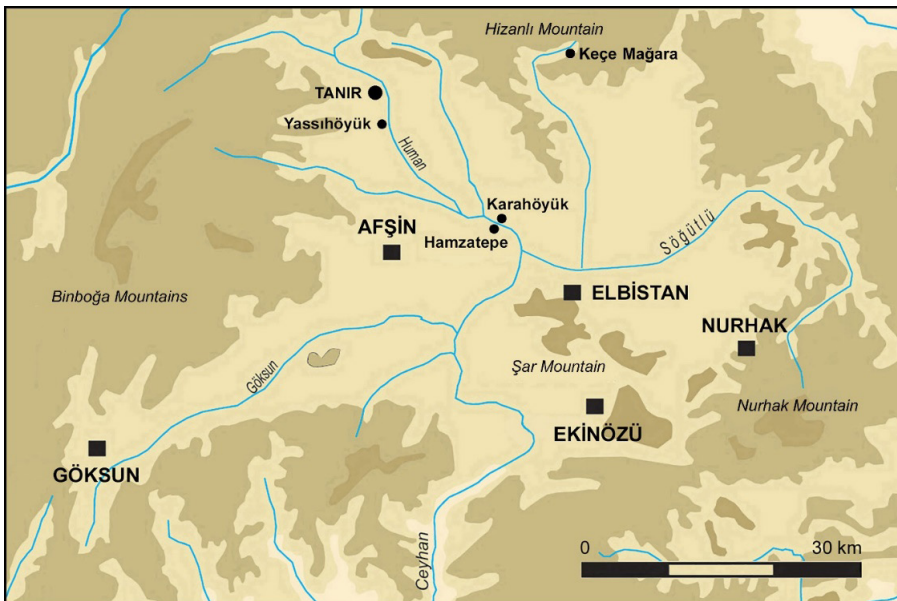 Hizanlı Mountain
Keçe Mağara
TANIR
Yassıhöyük
Human
Karahöyük
Hamzatepe
AFŞİN
Söğütlü
Binboğa Mountains
ELBİSTAN
NURHAK
Göksun
Şar Mountain
Nurhak Mountain
EKİNÖZÜ
GÖKSUN
Ceyhan
0 30 km